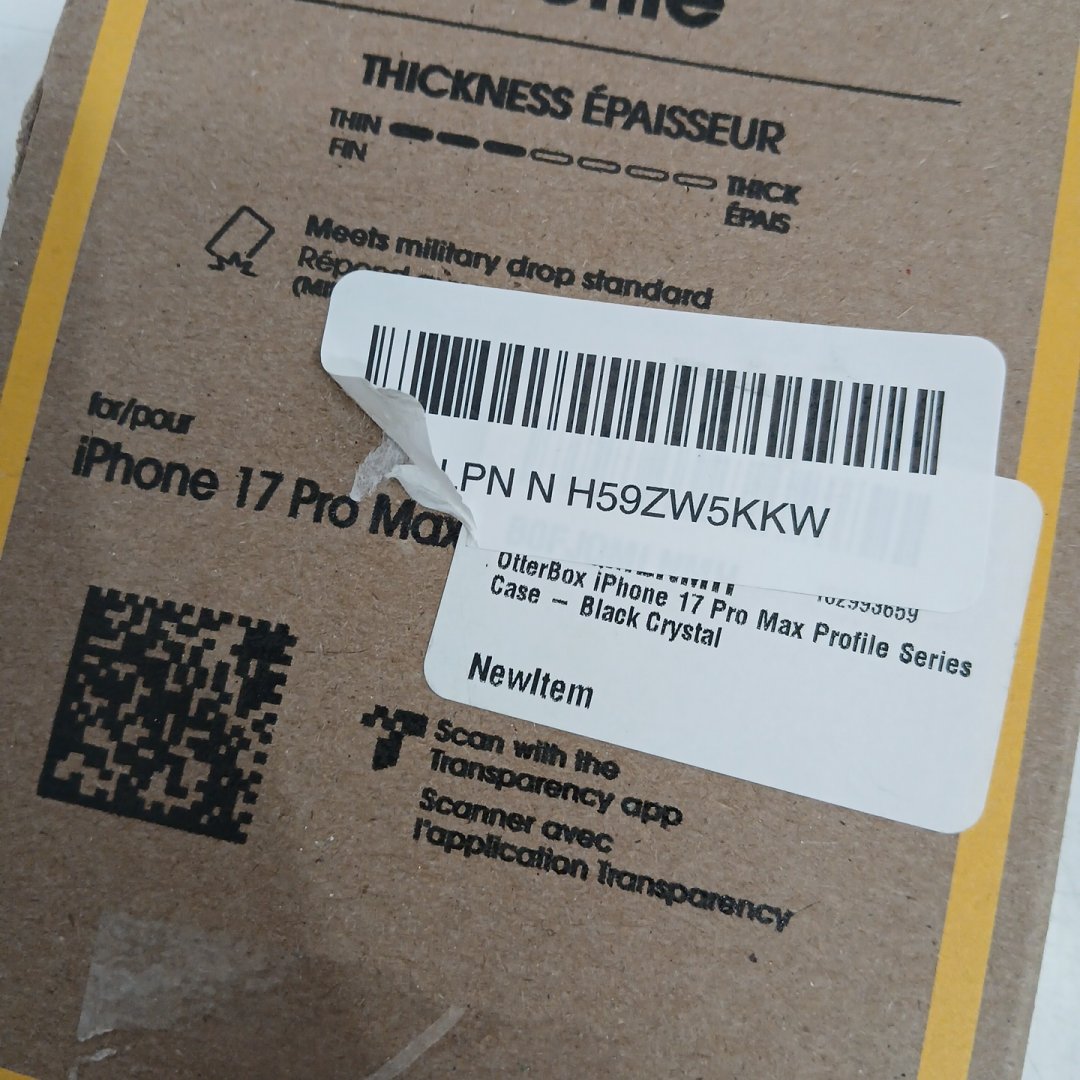 THICKNESS ÉPAISSEUR
THIN
FIN
THICK
ÉPAIS
Meets military drop standard
for/pour
iPhone 17 Pro Max
LPN N H59ZW5KKW
OtterBox iPhone 17 Pro Max Profile Series
Case – Black Crystal
NewItem
Scan with the
Transparency app
Scanner avec
l'application Transparency